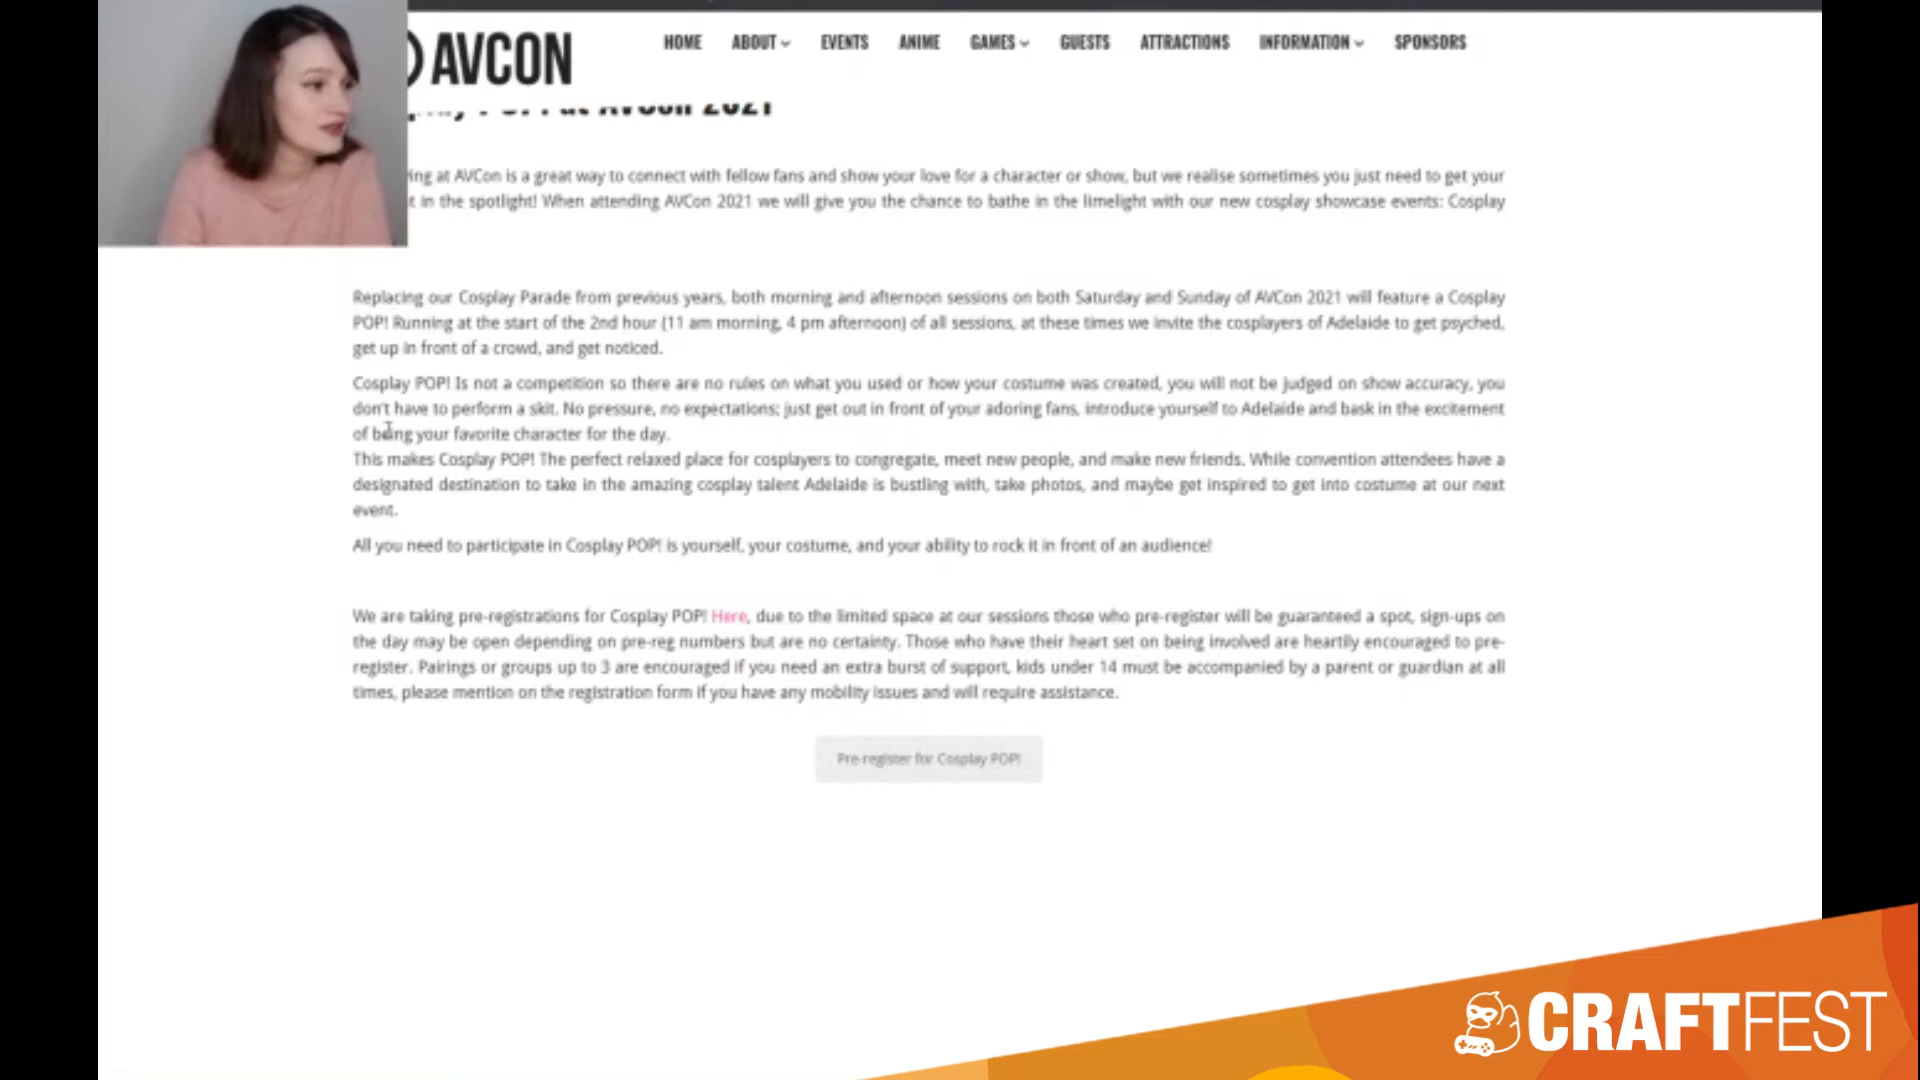 AVCON
HOME ABOUT EVENTS ANIME GAMES GUESTS ATTRACTIONS INFORMATION SPONSORS
POP! at AVCon 2021
at AVCon is a great way to connect with fellow fans and show your love for a character or show, but we realise sometimes you just need to get your
in the spotlight! When attending AVCon 2021 we will give you the chance to bathe in the limelight with our new cosplay showcase events: Cosplay
Replacing our Cosplay Parade from previous years, both morning and afternoon sessions on both Saturday and Sunday of AVCon 2021 will feature a Cosplay
POP! Running at the start of the 2nd hour (11 am morning, 4 pm afternoon) of all sessions, at these times we invite the cosplayers of Adelaide to get psyched,
get up in front of a crowd, and get noticed.
Cosplay POP! Is not a competition so there are no rules on what you used or how your costume was created, you will not be judged on show accuracy, you
don't have to perform a skit. No pressure, no expectations; just get out in front of your adoring fans, introduce yourself to Adelaide and bask in the excitement
of being your favorite character for the day.
This makes Cosplay POP! The perfect relaxed place for cosplayers to congregate, meet new people, and make new friends. While convention attendees have a
designated destination to take in the amazing cosplay talent Adelaide is bustling with, take photos, and maybe get inspired to get into costume at our next
event.
All you need to participate in Cosplay POP! is yourself, your costume, and your ability to rock it in front of an audience!
We are taking pre-registrations for Cosplay POP! Here, due to the limited space at our sessions those who pre-register will be guaranteed a spot, sign-ups on
the day may be open depending on pre-reg numbers but are no certainty. Those who have their heart set on being involved are heartily encouraged to pre-
register. Pairings or groups up to 3 are encouraged if you need an extra burst of support, kids under 14 must be accompanied by a parent or guardian at all
times, please mention on the registration form if you have any mobility issues and will require assistance.
Pre-register for Cosplay POP!
CRAFTFEST